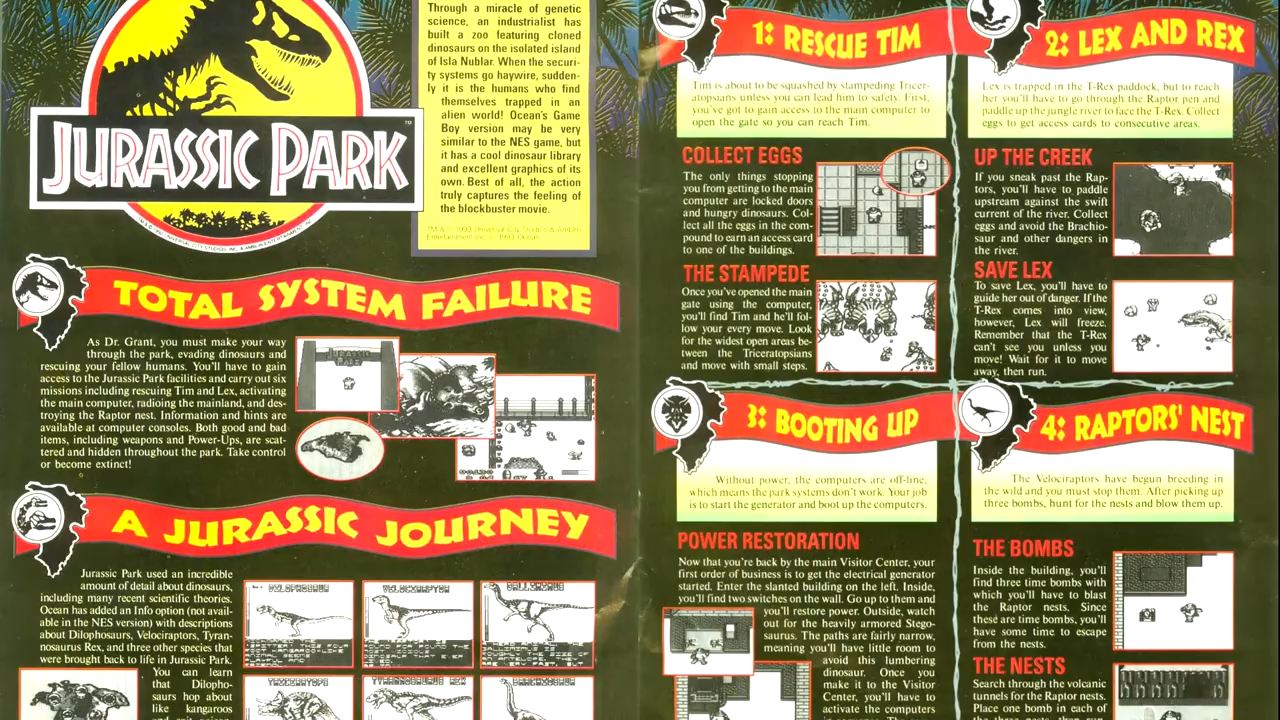 JURASSIC PARK
Through a miracle of genetic
science, an industrialist has
built a zoo featuring cloned
dinosaurs on the isolated island
of Isla Nublar. When the securi-
ty systems go haywire, sudden-
ly it is the humans who find
themselves trapped in an
alien world! Ocean's Game
Boy version may be very
similar to the NES game, but
it has a cool dinosaur library
and excellent graphics of its
own. Best of all, the action
truly captures the feeling of
the blockbuster movie.
TM & © 1993 Universal City Studios & Amblin
Entertainment Inc. © 1993 Ocean
TOTAL SYSTEM FAILURE
As Dr. Grant, you must make your way
through the park, evading dinosaurs and
rescuing your fellow humans. You'll have to gain
access to the Jurassic Park facilities and carry out six
missions including rescuing Tim and Lex, activating
the main computer, radioing the mainland, and des-
troying the Raptor nest. Information and hints are
available at computer consoles. Both good and bad
items, including weapons and Power-Ups, are scat-
tered and hidden throughout the park. Take control
or become extinct!
A JURASSIC JOURNEY
Jurassic Park used an incredible
amount of detail about dinosaurs,
including many recent scientific theories.
Ocean has added an Info option (not avail-
able in the NES version) with descriptions
about Dilophosaurs, Velociraptors, Tyran-
nosaurus Rex, and three other species that
were brought back to life in Jurassic Park.
You can learn
that Dilopho-
saurs hop about
like kangaroos
1: RESCUE TIM
Tim is about to be squashed by stampeding Tricer-
atopsians unless you can lead him to safety. First,
you've got to gain access to the main computer to
open the gate so you can reach Tim.
COLLECT EGGS
The only things stopping
you from getting to the main
computer are locked doors
and hungry dinosaurs. Col-
lect all the eggs in the com-
pound to earn an access card
to one of the buildings.
THE STAMPEDE
Once you've opened the main
gate using the computer,
you'll find Tim and he'll fol-
low your every move. Look
for the widest open areas be-
tween the Triceratopsians
and move with small steps.
2: LEX AND REX
Lex is trapped in the T-Rex paddock, but to reach
her you'll have to go through the Raptor pen and
paddle up the jungle river to face the T-Rex. Collect
eggs to get access cards to consecutive areas.
UP THE CREEK
If you sneak past the Rap-
tors, you'll have to paddle
upstream against the swift
current of the river. Collect
eggs and avoid the Brachio-
saur and other dangers in
the river.
SAVE LEX
To save Lex, you'll have to
guide her out of danger. If the
T-Rex comes into view,
however, Lex will freeze.
Remember that the T-Rex
can't see you unless you
move! Wait for it to move
away, then run.
3: BOOTING UP
Without power, the computers are off-line,
which means the park systems don't work. Your job
is to start the generator and boot up the computers.
POWER RESTORATION
Now that you're back by the main Visitor Center, your
first order of business is to get the electrical generator
started. Enter the slanted building on the left. Inside,
you'll find two switches on the wall. Go up to them and
you'll restore power. Outside, watch
out for the heavily armored Stego-
saurus. The paths are fairly narrow,
meaning you'll have little room to
avoid this lumbering
dinosaur. Once you
make it to the Visitor
Center, you'll have to
activate the computers
4: RAPTORS' NEST
The Velociraptors have begun breeding in
the wild and you must stop them. After picking up
three bombs, hunt for the nests and blow them up.
THE BOMBS
Inside the building, you'll
find three time bombs with
which you'll have to blast
the Raptor nests. Since
these are time bombs, you'll
have some time to escape
from the nests.
THE NESTS
Search through the volcanic
tunnels for the Raptor nests.
Place one bomb in each of